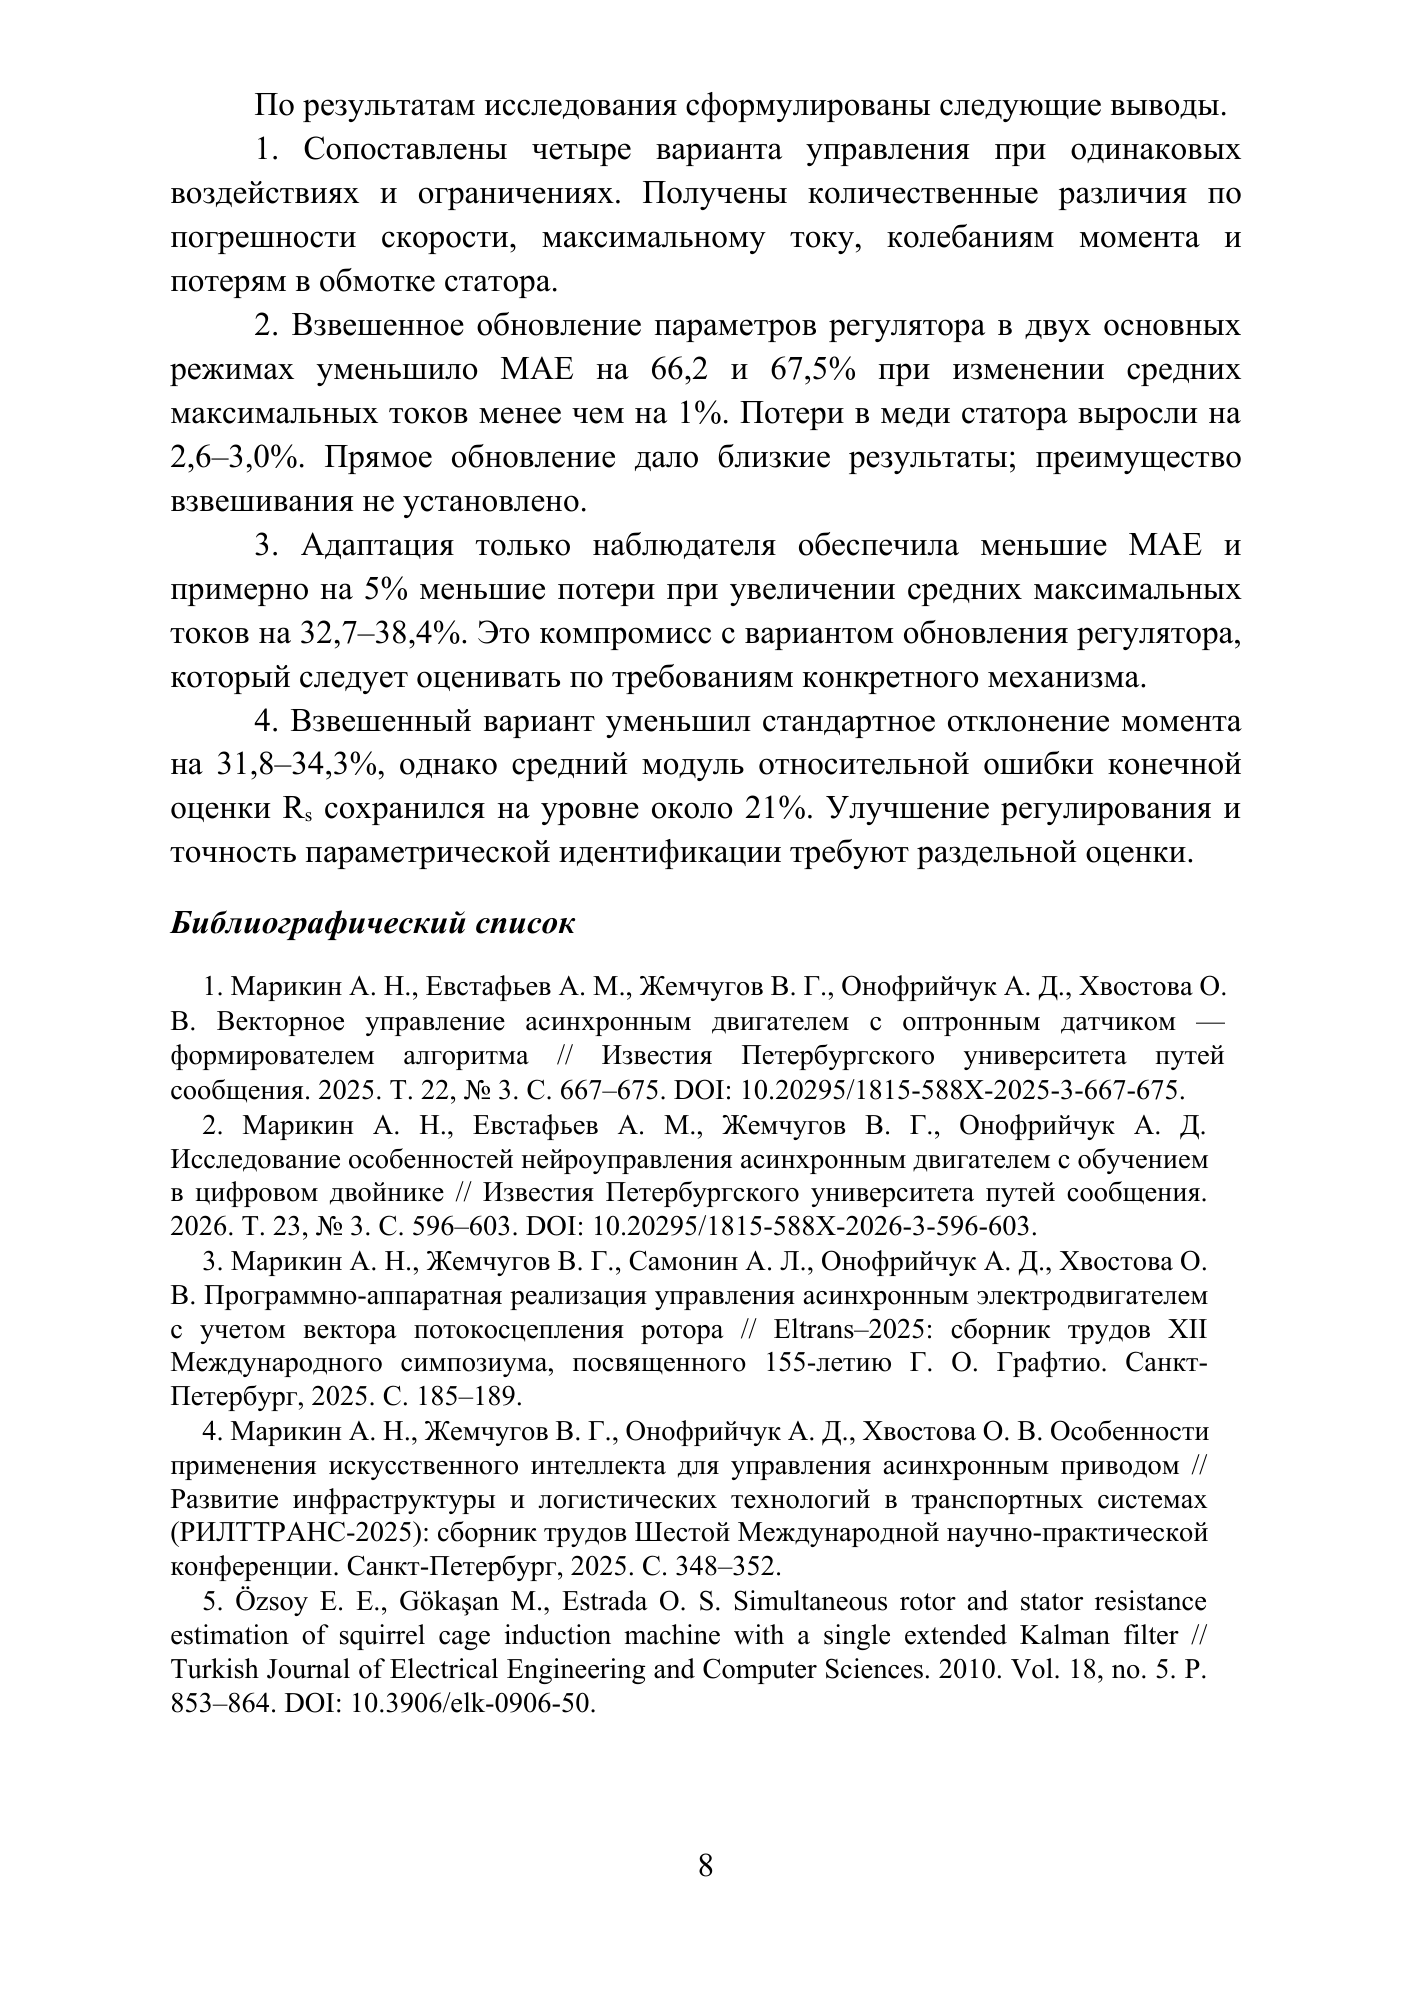 По результатам исследования сформулированы следующие выводы.
1. Сопоставлены четыре варианта управления при одинаковых
воздействиях и ограничениях. Получены количественные различия по
погрешности скорости, максимальному току, колебаниям момента и
потерям в обмотке статора.
2. Взвешенное обновление параметров регулятора в двух основных
режимах уменьшило MAE на 66,2 и 67,5% при изменении средних
максимальных токов менее чем на 1%. Потери в меди статора выросли на
2,6–3,0%. Прямое обновление дало близкие результаты; преимущество
взвешивания не установлено.
3. Адаптация только наблюдателя обеспечила меньшие MAE и
примерно на 5% меньшие потери при увеличении средних максимальных
токов на 32,7–38,4%. Это компромисс с вариантом обновления регулятора,
который следует оценивать по требованиям конкретного механизма.
4. Взвешенный вариант уменьшил стандартное отклонение момента
на 31,8–34,3%, однако средний модуль относительной ошибки конечной
оценки Rs сохранился на уровне около 21%. Улучшение регулирования и
точность параметрической идентификации требуют раздельной оценки.
Библиографический список
1. Марикин А. Н., Евстафьев А. М., Жемчугов В. Г., Онофрийчук А. Д., Хвостова О.
В. Векторное управление асинхронным двигателем с оптронным датчиком —
формирователем алгоритма // Известия Петербургского университета путей
сообщения. 2025. Т. 22, № 3. С. 667–675. DOI: 10.20295/1815-588X-2025-3-667-675.
2. Марикин А. Н., Евстафьев А. М., Жемчугов В. Г., Онофрийчук А. Д.
Исследование особенностей нейроуправления асинхронным двигателем с обучением
в цифровом двойнике // Известия Петербургского университета путей сообщения.
2026. Т. 23, № 3. С. 596–603. DOI: 10.20295/1815-588X-2026-3-596-603.
3. Марикин А. Н., Жемчугов В. Г., Самонин А. Л., Онофрийчук А. Д., Хвостова О.
В. Программно-аппаратная реализация управления асинхронным электродвигателем
с учетом вектора потокосцепления ротора // Eltrans–2025: сборник трудов XII
Международного симпозиума, посвященного 155-летию Г. О. Графтио. Санкт-
Петербург, 2025. С. 185–189.
4. Марикин А. Н., Жемчугов В. Г., Онофрийчук А. Д., Хвостова О. В. Особенности
применения искусственного интеллекта для управления асинхронным приводом //
Развитие инфраструктуры и логистических технологий в транспортных системах
(РИЛТТРАНС-2025): сборник трудов Шестой Международной научно-практической
конференции. Санкт-Петербург, 2025. С. 348–352.
5. Özsoy E. E., Gökaşan M., Estrada O. S. Simultaneous rotor and stator resistance
estimation of squirrel cage induction machine with a single extended Kalman filter //
Turkish Journal of Electrical Engineering and Computer Sciences. 2010. Vol. 18, no. 5. P.
853–864. DOI: 10.3906/elk-0906-50.
8